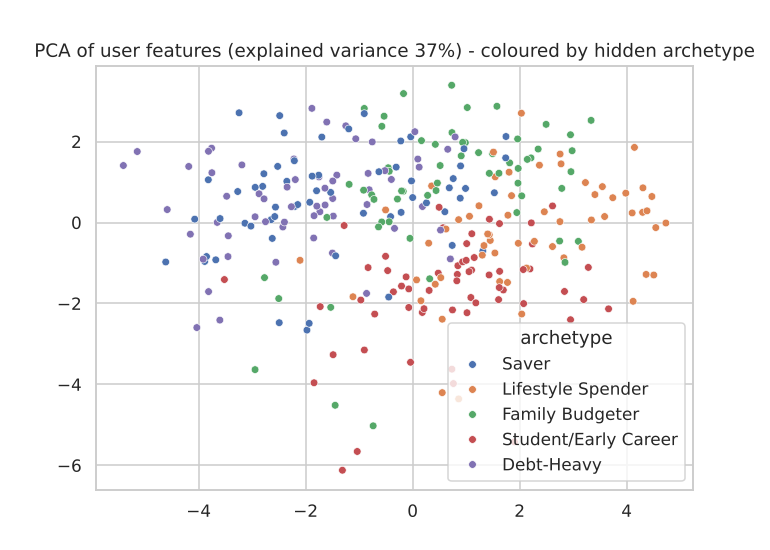 PCA of user features (explained variance 37%) - coloured by hidden archetype
2
0
−2
−4
−6
−4
−2
0
2
4
archetype
Saver
Lifestyle Spender
Family Budgeter
Student/Early Career
Debt-Heavy